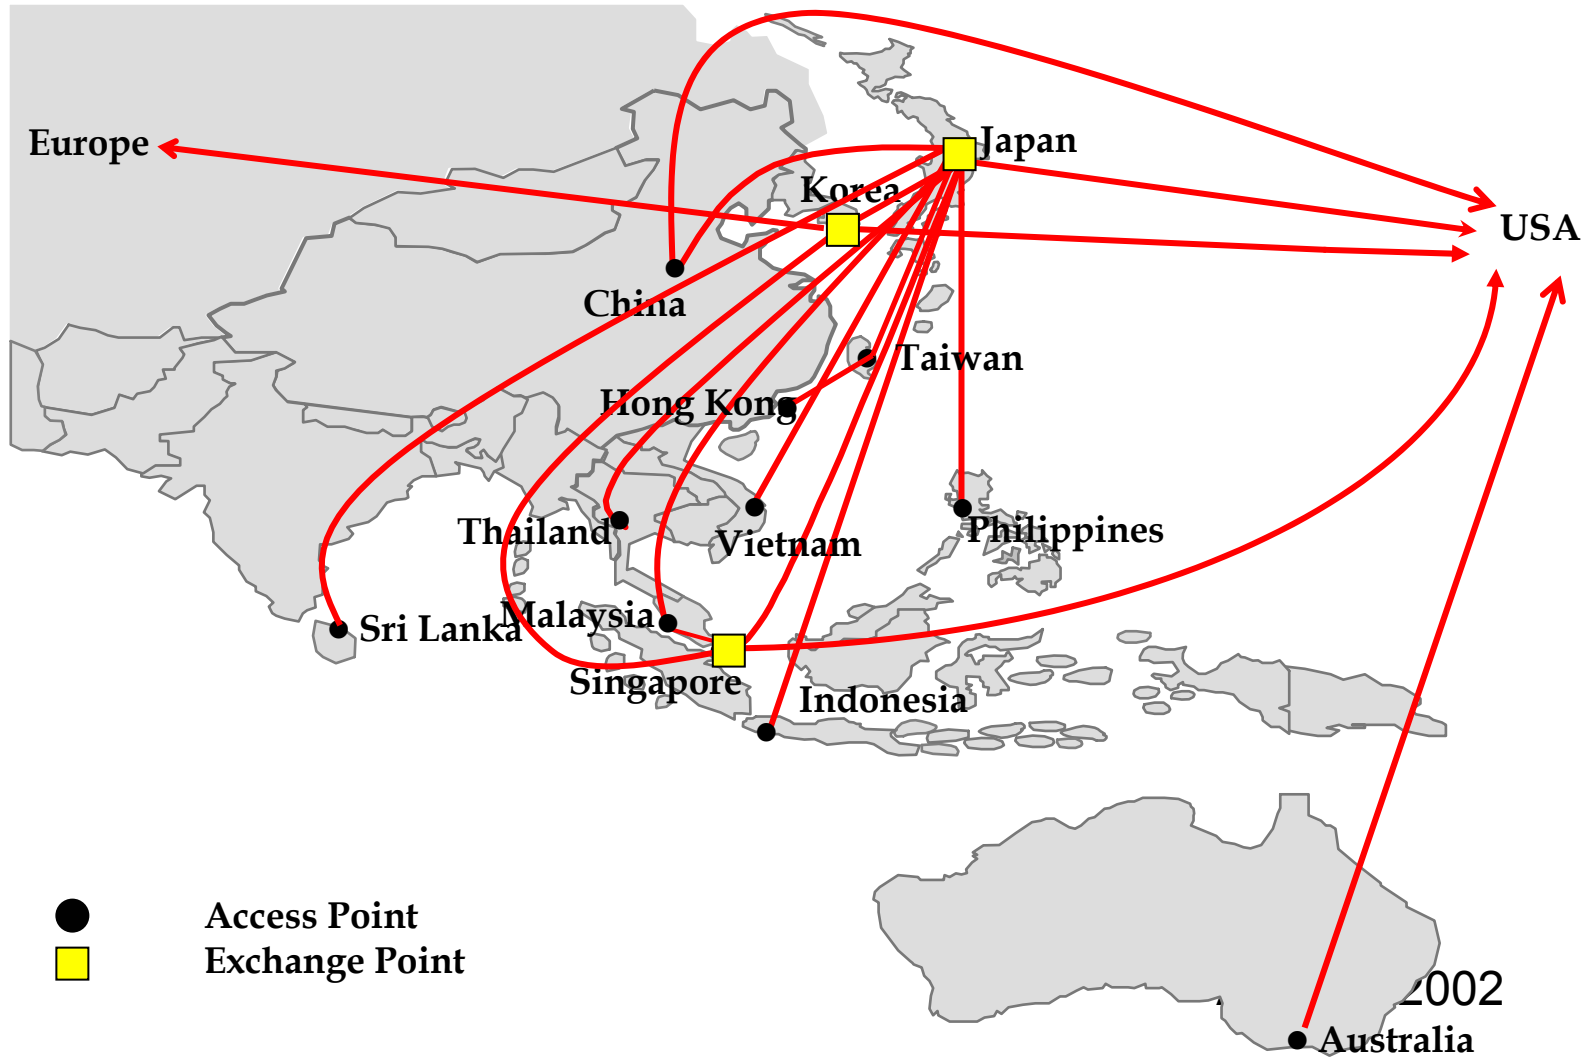 Europe
Japan
Korea
USA
China
Taiwan
Hong Kong
Thailand
Vietnam
Philippines
Malaysia
Sri Lanka
Singapore
Indonesia
Access Point
Exchange Point
2002
Australia